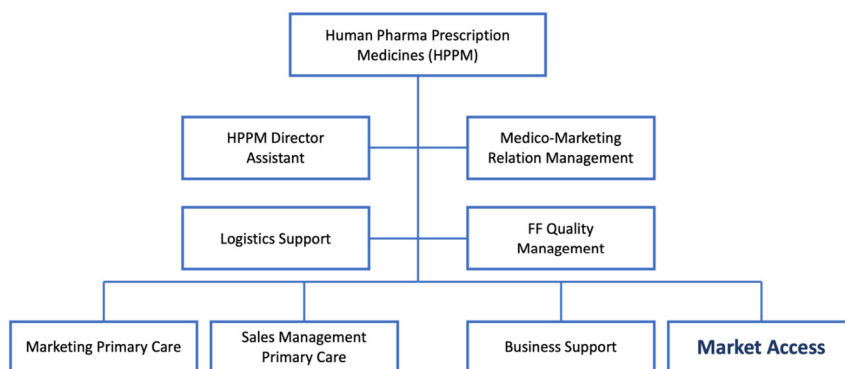 Human Pharma Prescription
Medicines (HPPM)
HPPM Director
Assistant
Medico-Marketing
Relation Management
Logistics Support
FF Quality
Management
Marketing Primary Care
Sales Management
Primary Care
Business Support
Market Access